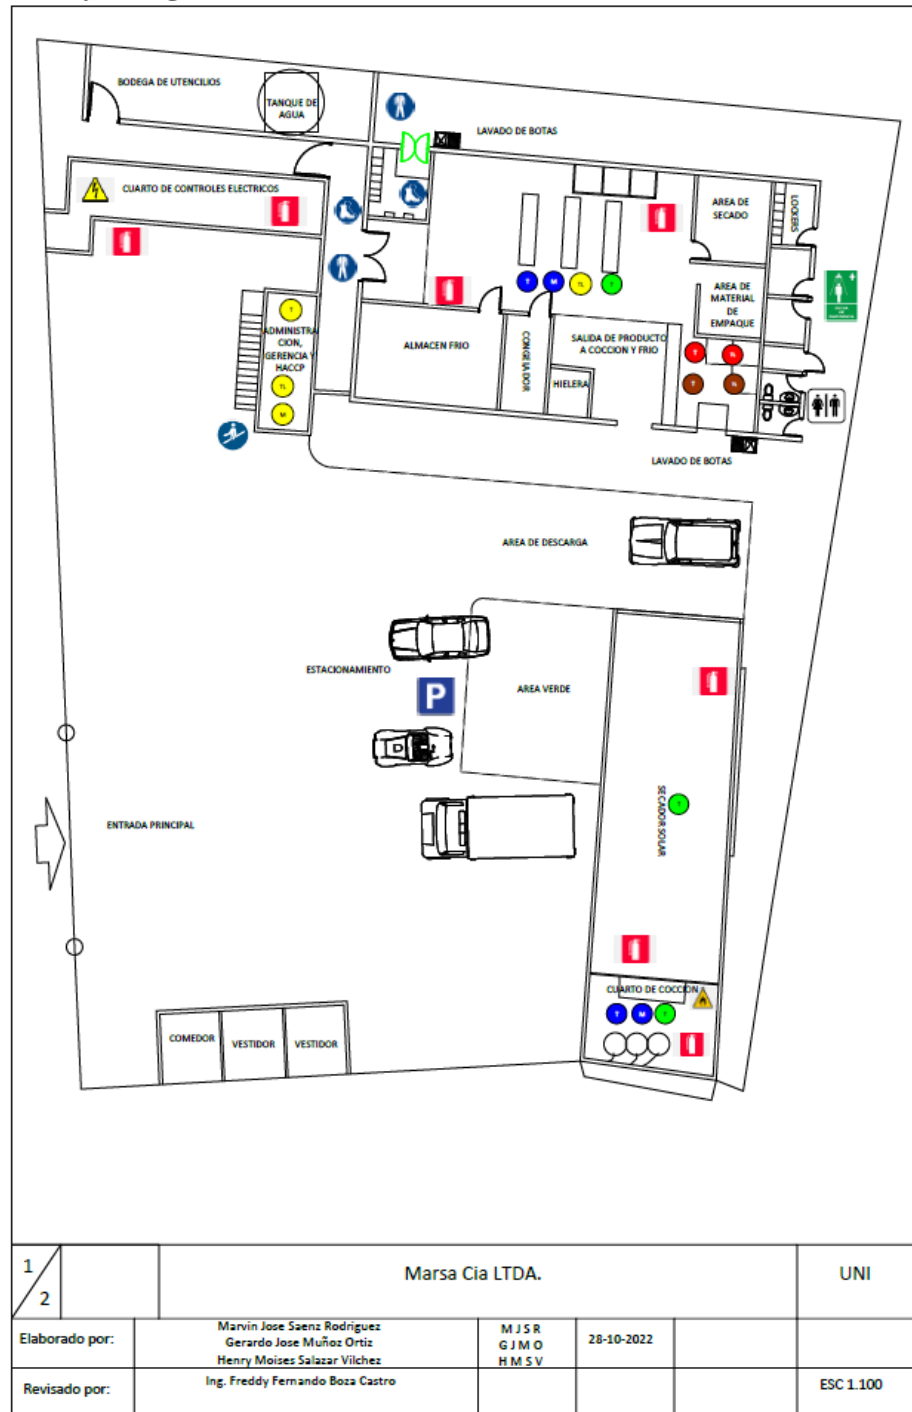 BODEGA DE UTENCILIOS
TANQUE DE
AGUA
LAVADO DE BOTAS
CUARTO DE CONTROLES ELECTRICOS
AREA DE
SECADO
LOCKERS
AREA DE
MATERIAL
DE
EMPAQUE
T
M
TL
T
T
ADMINISTRA
CION,
GERENCIA Y
HACCP
TL
M
ALMACEN FRIO
CONGELADOR
SALIDA DE PRODUCTO
A COCCION Y FRIO
HIELERA
T
N
T
N
LAVADO DE BOTAS
AREA DE DESCARGA
ESTACIONAMIENTO
P
AREA VERDE
SECADOR SOLAR
T
ENTRADA PRINCIPAL
CUARTO DE COCCION
T
M
T
COMEDOR
VESTIDOR
VESTIDOR
1
2
Marsa Cia LTDA.
UNI
Elaborado por:
Marvin Jose Saenz Rodriguez
Gerardo Jose Muñoz Ortiz
Henry Moises Salazar Vilchez
M J S R
G J M O
H M S V
28-10-2022
Revisado por:
Ing. Freddy Fernando Boza Castro
ESC 1.100